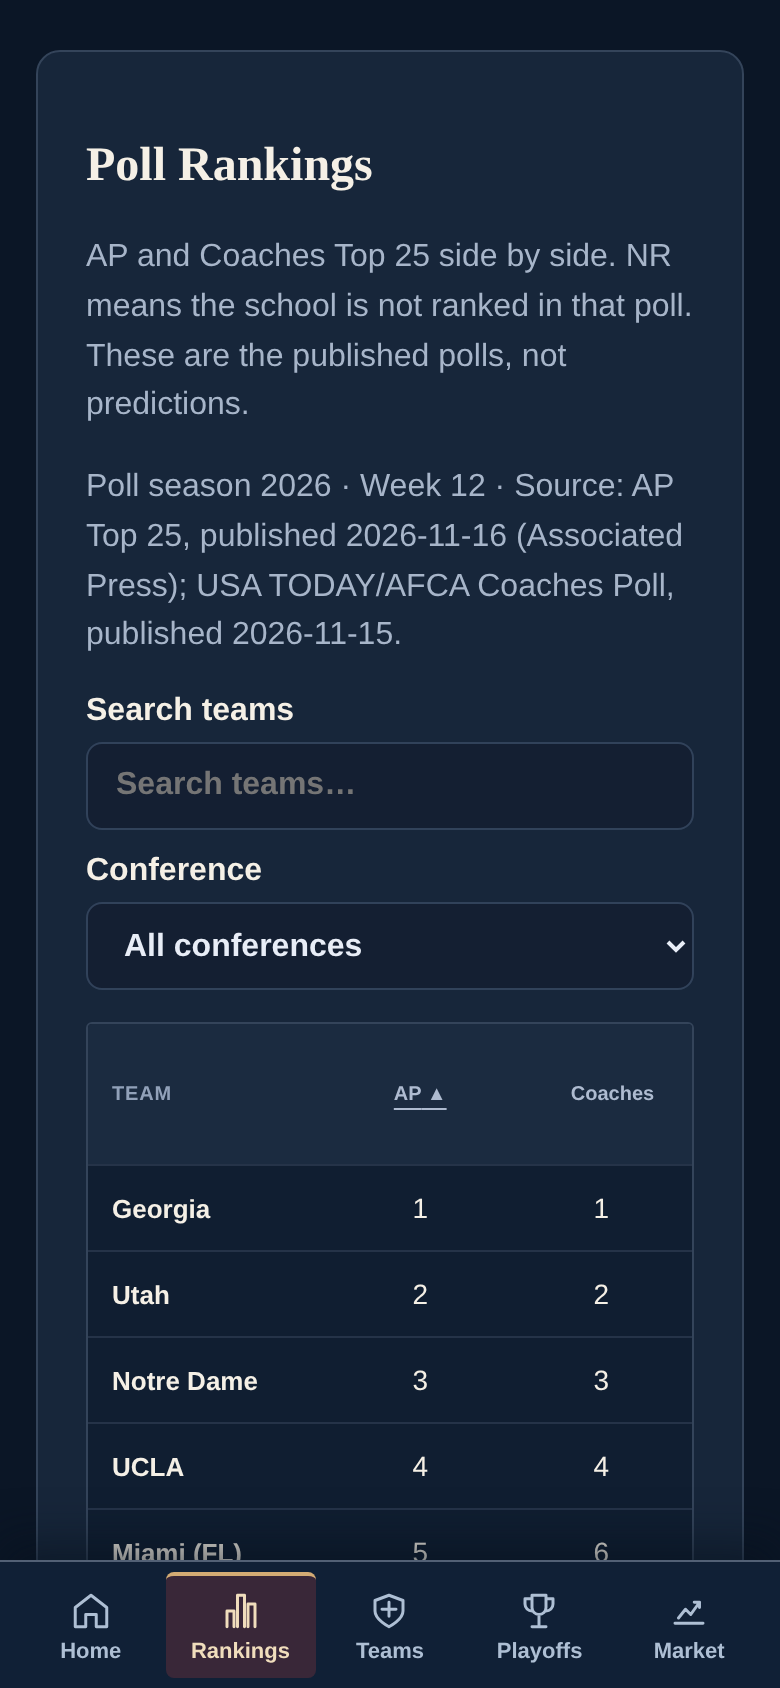 Poll Rankings
AP and Coaches Top 25 side by side. NR
means the school is not ranked in that poll.
These are the published polls, not
predictions.
Poll season 2026 · Week 12 · Source: AP
Top 25, published 2026-11-16 (Associated
Press); USA TODAY/AFCA Coaches Poll,
published 2026-11-15.
Search teams
Search teams…
Conference
All conferences
TEAM AP ▲ Coaches
Georgia 1 1
Utah 2 2
Notre Dame 3 3
UCLA 4 4
Miami (FL) 5 6
Home Rankings Teams Playoffs Market